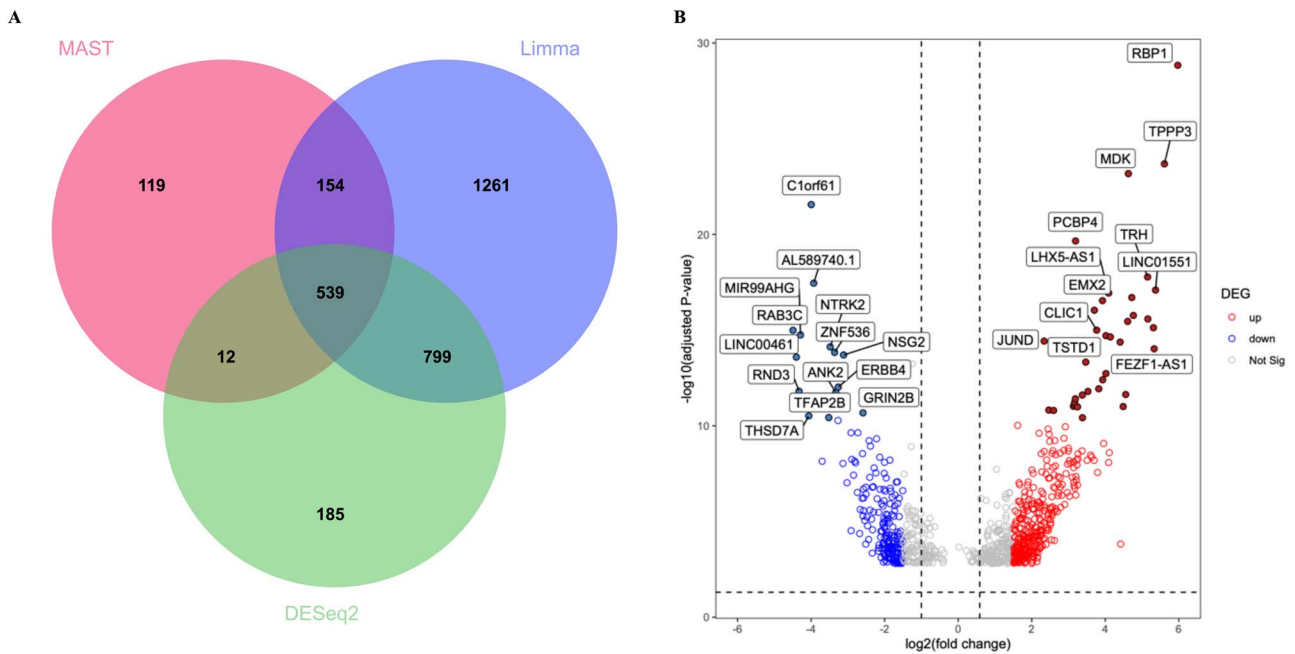 A
MAST
Limma
119
154
1261
539
12
799
185
DESeq2
B
30
20
10
0
-log10(adjusted P-value)
RBP1
TPPP3
MDK
C1orf61
PCBP4
TRH
LHX5-AS1
LINC01551
AL589740.1
EMX2
MIR99AHG
NTRK2
RAB3C
CLIC1
ZNF536
LINC00461
NSG2
JUND
TSTD1
RND3
ANK2
ERBB4
FEZF1-AS1
TFAP2B
GRIN2B
THSD7A
-6
-4
-2
0
2
4
6
log2(fold change)
DEG
up
down
Not Sig